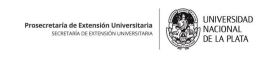 Prosecretaría de Extensión Universitaria
SECRETARÍA DE EXTENSIÓN UNIVERSITARIA
UNIVERSIDAD
NACIONAL
DE LA PLATA